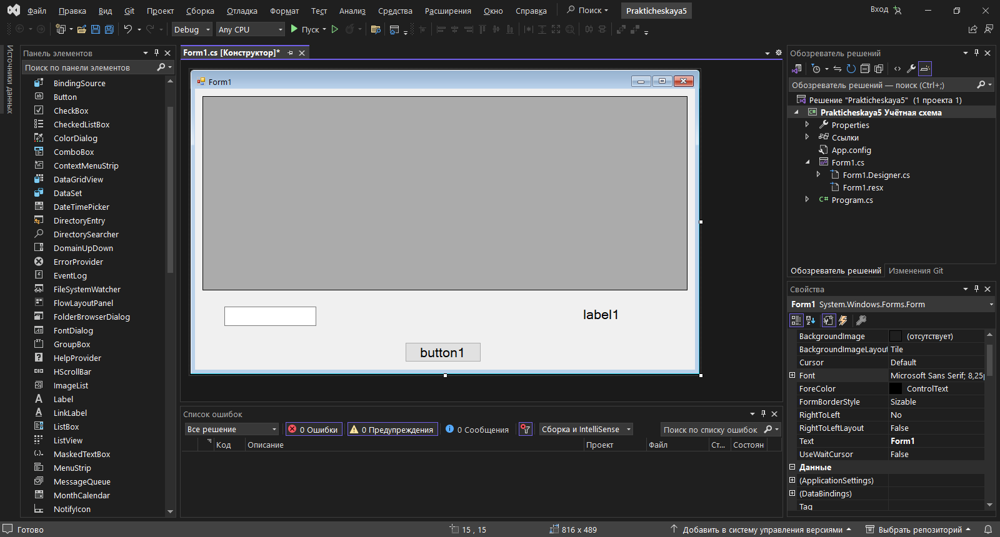 Файл Правка Вид Git Проект Сборка Отладка Формат Тест Анализ Средства Расширения Окно Справка Поиск Prakticheskaya5 Вход
Debug Any CPU Пуск
Источники данных
Панель элементов
Поиск по панели элементов
BindingSource
Button
CheckBox
CheckedListBox
ColorDialog
ComboBox
ContextMenuStrip
DataGridView
DataSet
DateTimePicker
DirectoryEntry
DirectorySearcher
DomainUpDown
ErrorProvider
EventLog
FileSystemWatcher
FlowLayoutPanel
FolderBrowserDialog
FontDialog
GroupBox
HelpProvider
HScrollBar
ImageList
Label
LinkLabel
ListBox
ListView
MaskedTextBox
MenuStrip
MessageQueue
MonthCalendar
NotifyIcon
Form1.cs [Конструктор]*
Form1
label1
button1
Список ошибок
Все решение 0 Ошибки 0 Предупреждения 0 Сообщения Сборка и IntelliSense Поиск по списку ошибок
Код Описание Проект Файл Ст... Состоян
Обозреватель решений
Обозреватель решений — поиск (Ctrl+;)
Решение "Prakticheskaya5" (1 проекта 1)
Prakticheskaya5 Учётная схема
Properties
Ссылки
App.config
Form1.cs
Form1.Designer.cs
Form1.resx
C# Program.cs
Обозреватель решений Изменения Git
Свойства
Form1 System.Windows.Forms.Form
BackgroundImage (отсутствует)
BackgroundImageLayou Tile
Cursor Default
Font Microsoft Sans Serif; 8,25p
ForeColor ControlText
FormBorderStyle Sizable
RightToLeft No
RightToLeftLayout False
Text Form1
UseWaitCursor False
Данные
(ApplicationSettings)
(DataBindings)
Tag
Готово 15 , 15 816 x 489 Добавить в систему управления версиями Выбрать репозиторий